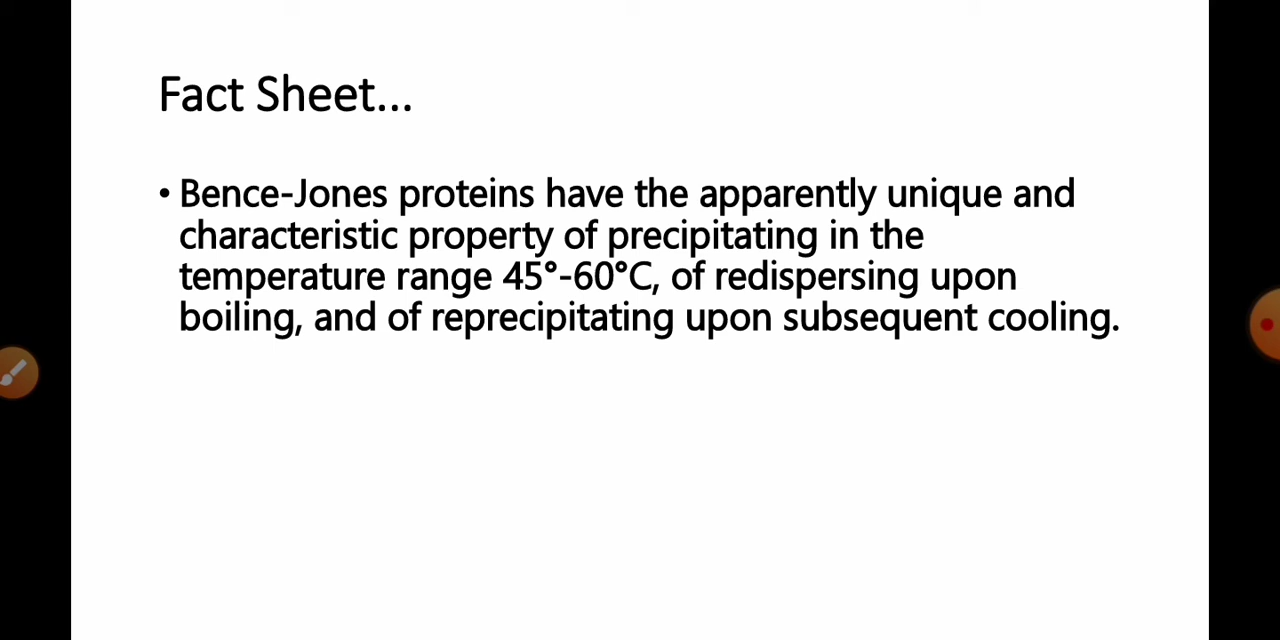 Fact Sheet...
• Bence-Jones proteins have the apparently unique and
characteristic property of precipitating in the
temperature range 45°-60°C, of redispersing upon
boiling, and of reprecipitating upon subsequent cooling.